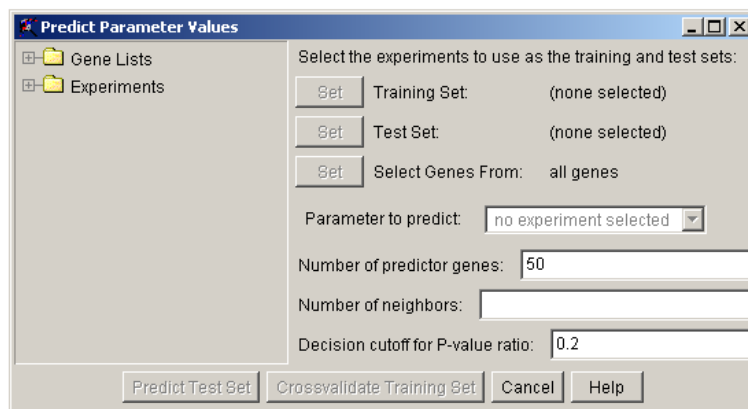 Predict Parameter Values
Gene Lists
Experiments
Select the experiments to use as the training and test sets:
Set Training Set: (none selected)
Set Test Set: (none selected)
Set Select Genes From: all genes
Parameter to predict: no experiment selected
Number of predictor genes: 50
Number of neighbors:
Decision cutoff for P-value ratio: 0.2
Predict Test Set Crossvalidate Training Set Cancel Help